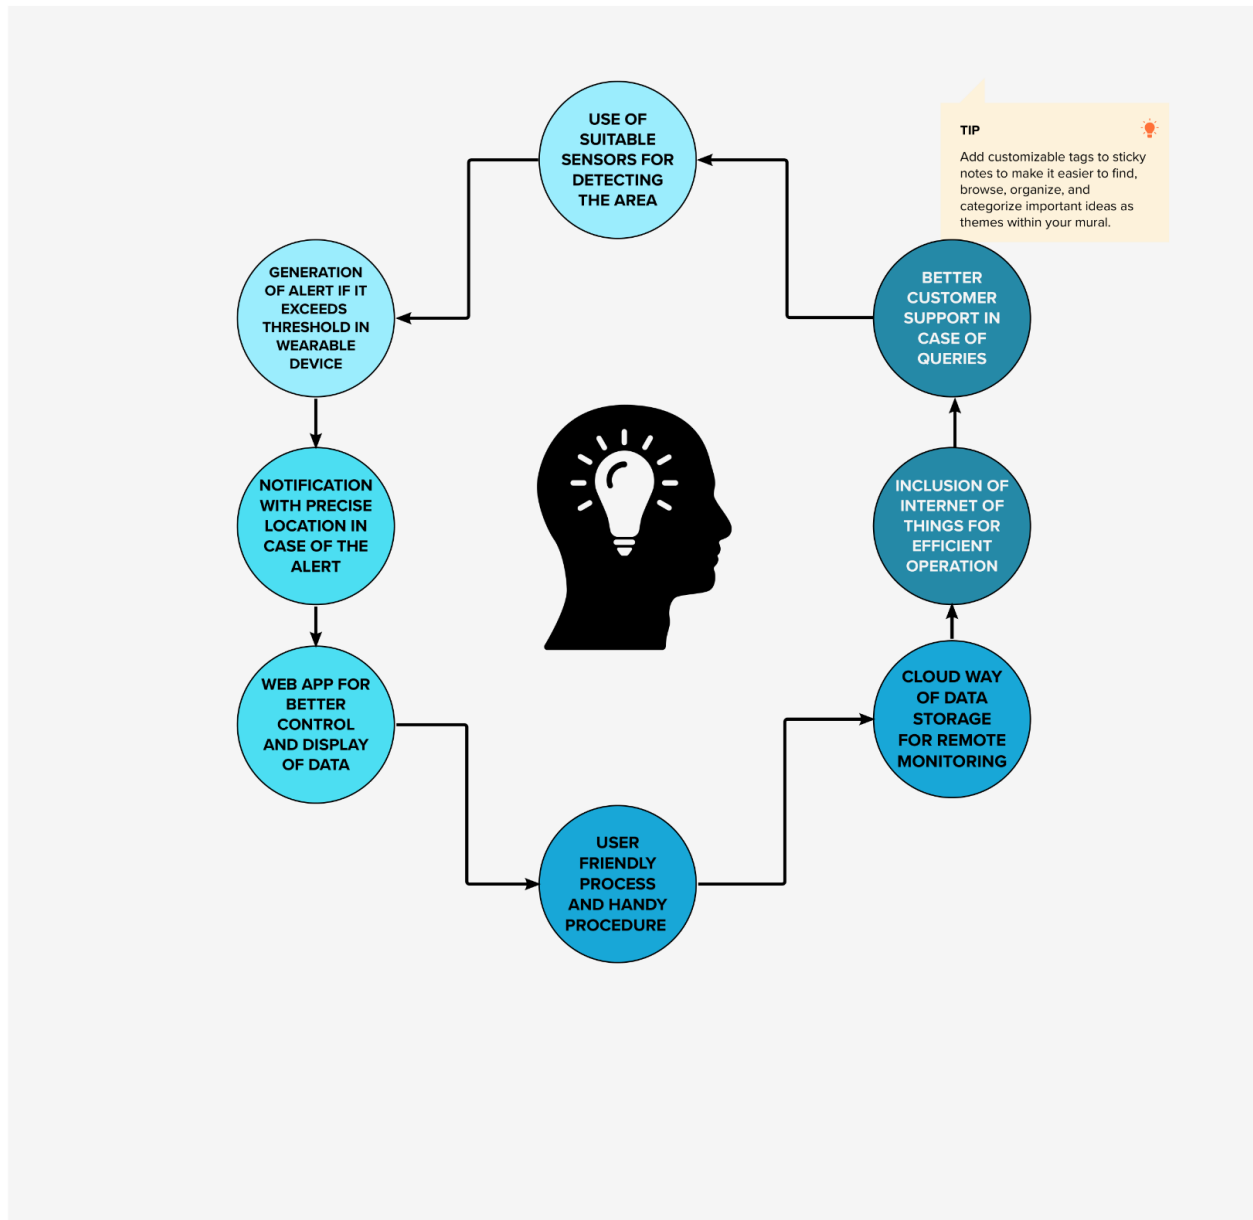 USE OF
SUITABLE
SENSORS FOR
DETECTING
THE AREA
TIP
Add customizable tags to sticky
notes to make it easier to find,
browse, organize, and
categorize important ideas as
themes within your mural.
GENERATION
OF ALERT IF IT
EXCEEDS
THRESHOLD IN
WEARABLE
DEVICE
BETTER
CUSTOMER
SUPPORT IN
CASE OF
QUERIES
NOTIFICATION
WITH PRECISE
LOCATION IN
CASE OF THE
ALERT
INCLUSION OF
INTERNET OF
THINGS FOR
EFFICIENT
OPERATION
WEB APP FOR
BETTER
CONTROL
AND DISPLAY
OF DATA
CLOUD WAY
OF DATA
STORAGE
FOR REMOTE
MONITORING
USER
FRIENDLY
PROCESS
AND HANDY
PROCEDURE